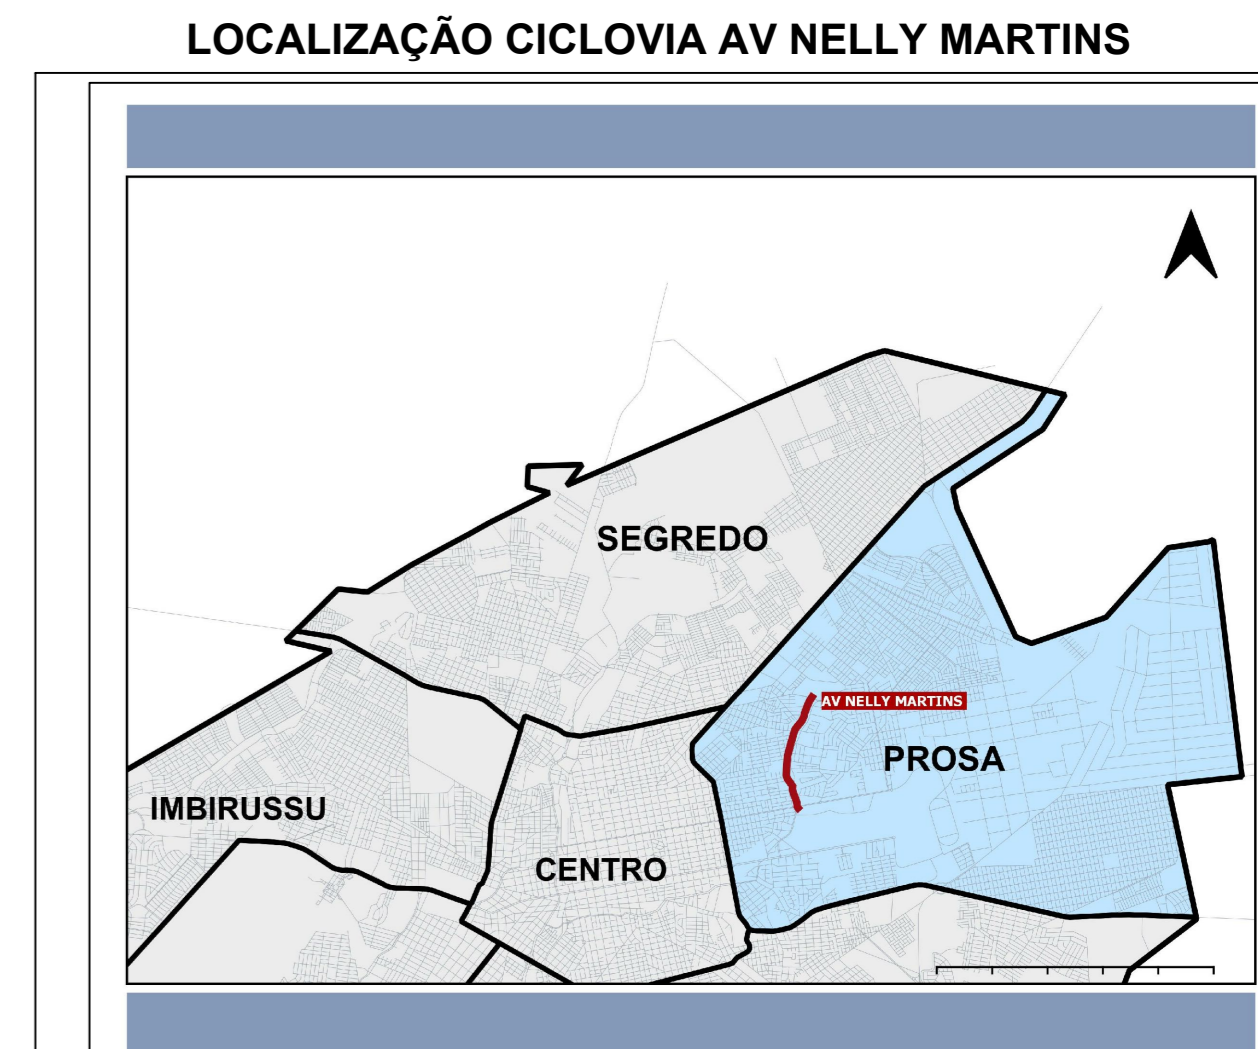 LOCALIZAÇÃO CICLOVIA AV NELLY MARTINS
SEGREDO
AV NELLY MARTINS
PROSA
IMBIRUSSU
CENTRO